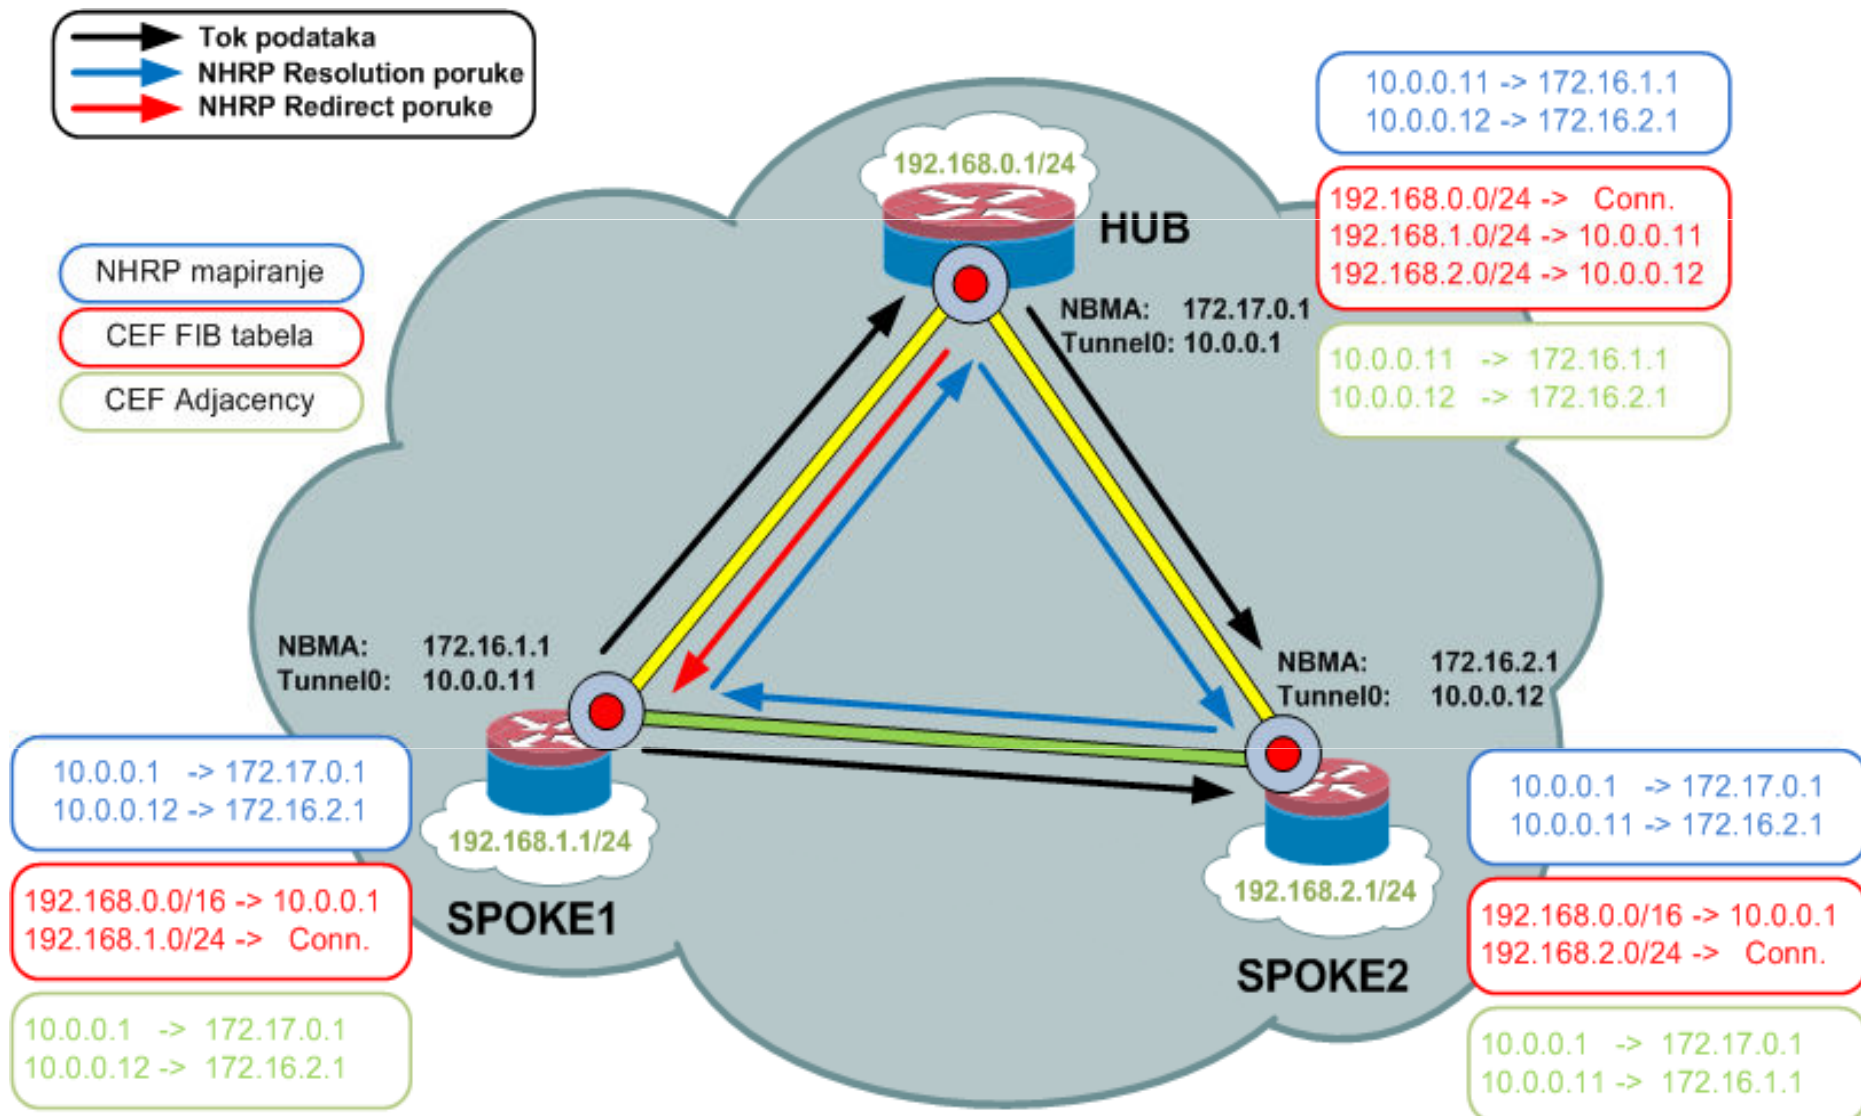 Tok podataka
NHRP Resolution poruke
NHRP Redirect poruke
10.0.0.11 -> 172.16.1.1
10.0.0.12 -> 172.16.2.1
192.168.0.1/24
HUB
192.168.0.0/24 -> Conn.
192.168.1.0/24 -> 10.0.0.11
192.168.2.0/24 -> 10.0.0.12
NHRP mapiranje
CEF FIB tabela
CEF Adjacency
NBMA: 172.17.0.1
Tunnel0: 10.0.0.1
10.0.0.11 -> 172.16.1.1
10.0.0.12 -> 172.16.2.1
NBMA: 172.16.1.1
Tunnel0: 10.0.0.11
NBMA: 172.16.2.1
Tunnel0: 10.0.0.12
10.0.0.1 -> 172.17.0.1
10.0.0.12 -> 172.16.2.1
192.168.1.1/24
SPOKE1
192.168.0.0/16 -> 10.0.0.1
192.168.1.0/24 -> Conn.
10.0.0.1 -> 172.17.0.1
10.0.0.12 -> 172.16.2.1
10.0.0.1 -> 172.17.0.1
10.0.0.11 -> 172.16.2.1
192.168.2.1/24
SPOKE2
192.168.0.0/16 -> 10.0.0.1
192.168.2.0/24 -> Conn.
10.0.0.1 -> 172.17.0.1
10.0.0.11 -> 172.16.1.1